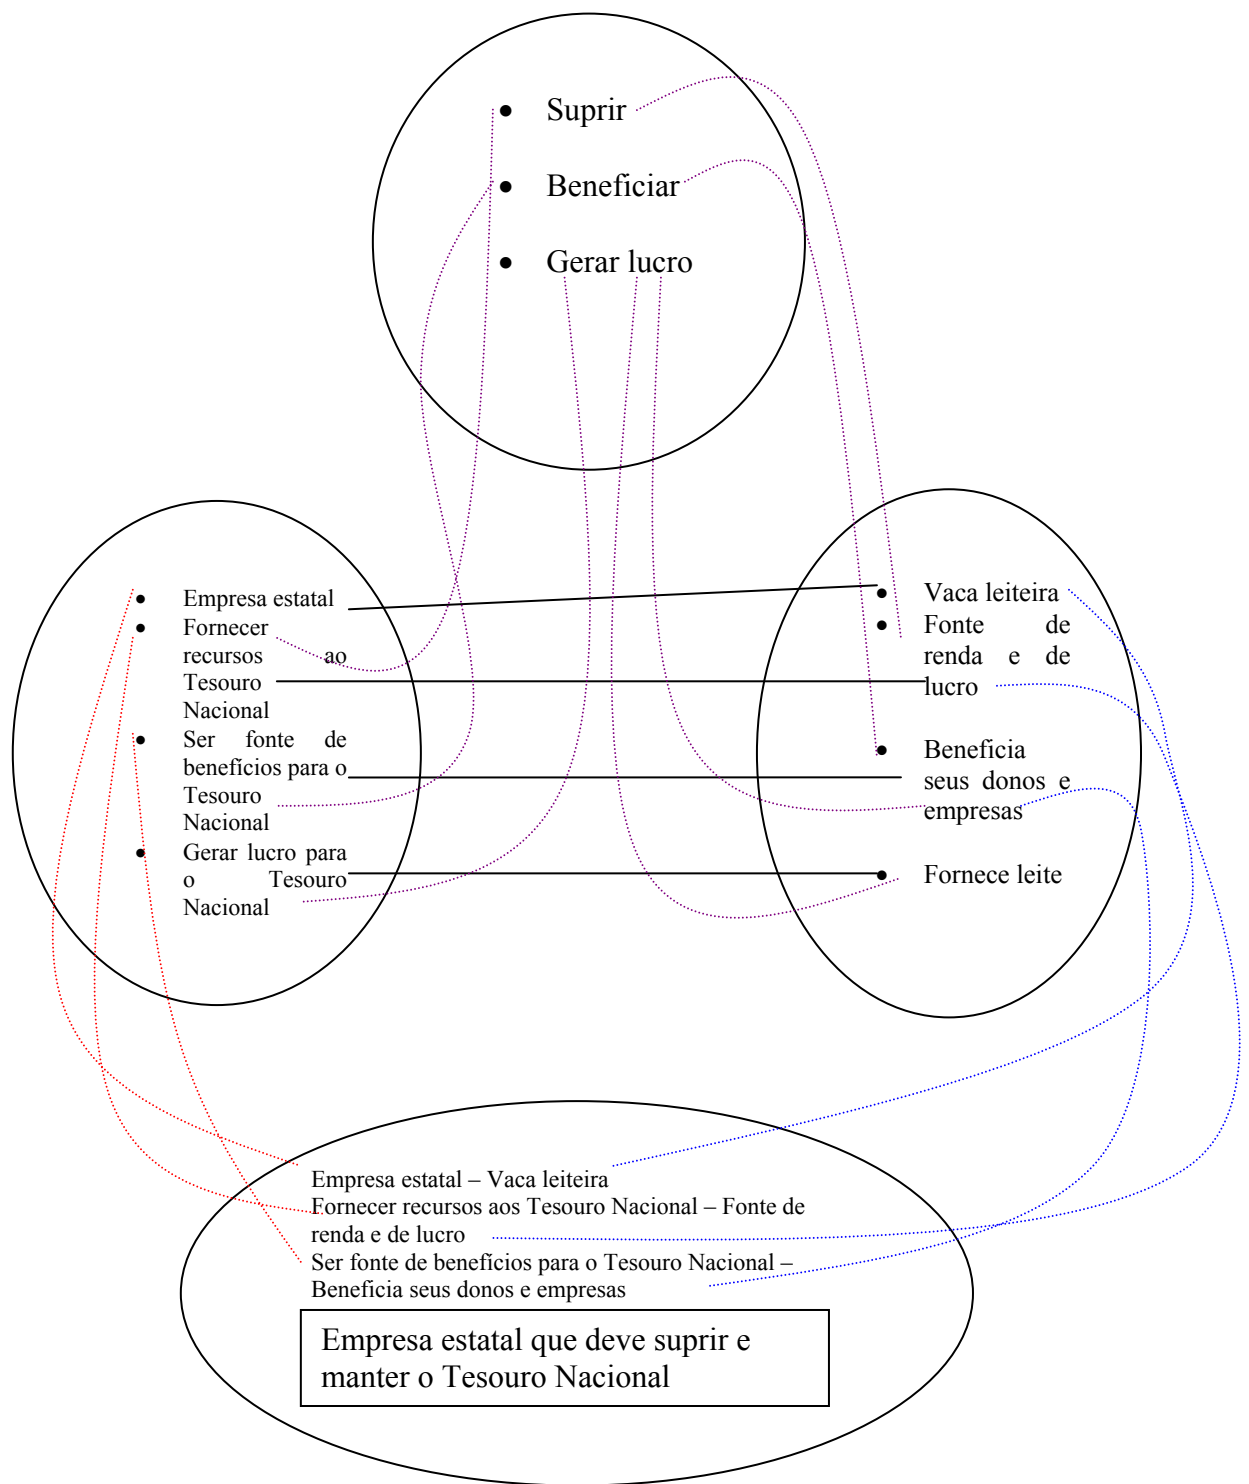 • Suprir
• Beneficiar
• Gerar lucro
• Empresa estatal
• Fornecer
recursos ao
Tesouro
Nacional
• Ser fonte de
benefícios para o
Tesouro
Nacional
• Gerar lucro para
o Tesouro
Nacional
• Vaca leiteira
• Fonte de
renda e de
lucro
• Beneficia
seus donos e
empresas
• Fornece leite
Empresa estatal – Vaca leiteira
Fornecer recursos aos Tesouro Nacional – Fonte de
renda e de lucro
Ser fonte de benefícios para o Tesouro Nacional –
Beneficia seus donos e empresas
Empresa estatal que deve suprir e
manter o Tesouro Nacional